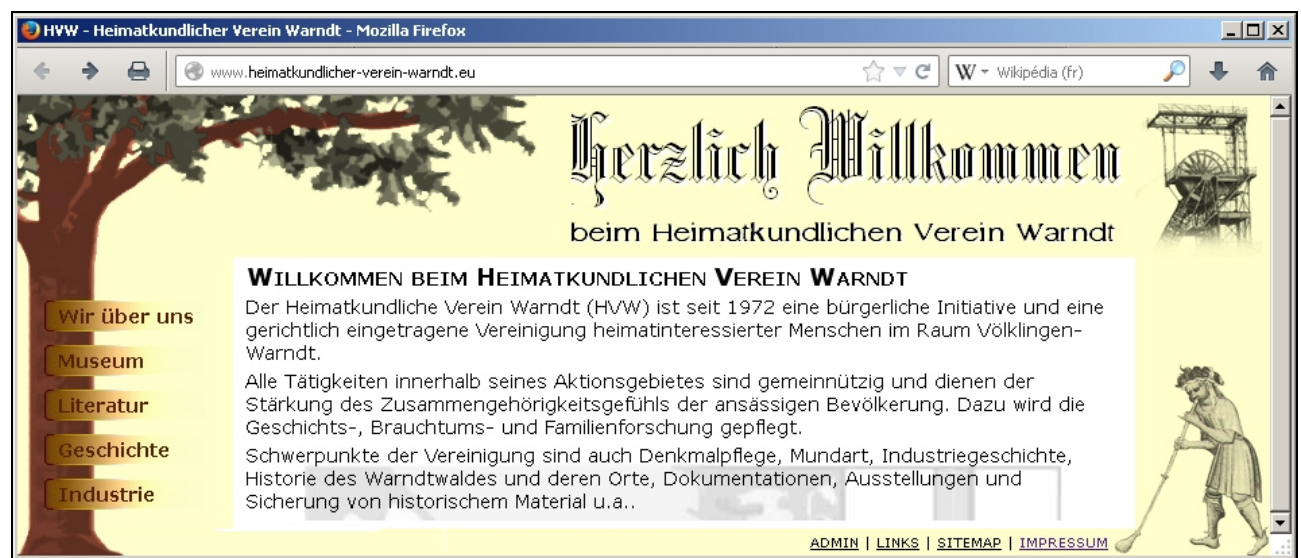 HVW - Heimatkundlicher Verein Warndt - Mozilla Firefox
www.heimatkundlicher-verein-warndt.eu
W Wikipédia (fr)
Herzlich Willkommen
beim Heimatkundlichen Verein Warndt
Wir über uns
Museum
Literatur
Geschichte
Industrie
WILLKOMMEN BEIM HEIMATKUNDLICHEN VEREIN WARNDT
Der Heimatkundliche Verein Warndt (HVW) ist seit 1972 eine bürgerliche Initiative und eine
gerichtlich eingetragene Vereinigung heimatinteressierter Menschen im Raum Völklingen-
Warndt.
Alle Tätigkeiten innerhalb seines Aktionsgebietes sind gemeinnützig und dienen der
Stärkung des Zusammengehörigkeitsgefühls der ansässigen Bevölkerung. Dazu wird die
Geschichts-, Brauchtums- und Familienforschung gepflegt.
Schwerpunkte der Vereinigung sind auch Denkmalpflege, Mundart, Industriegeschichte,
Historie des Warndtwaldes und deren Orte, Dokumentationen, Ausstellungen und
Sicherung von historischem Material u.a..
ADMIN | LINKS | SITEMAP | IMPRESSUM